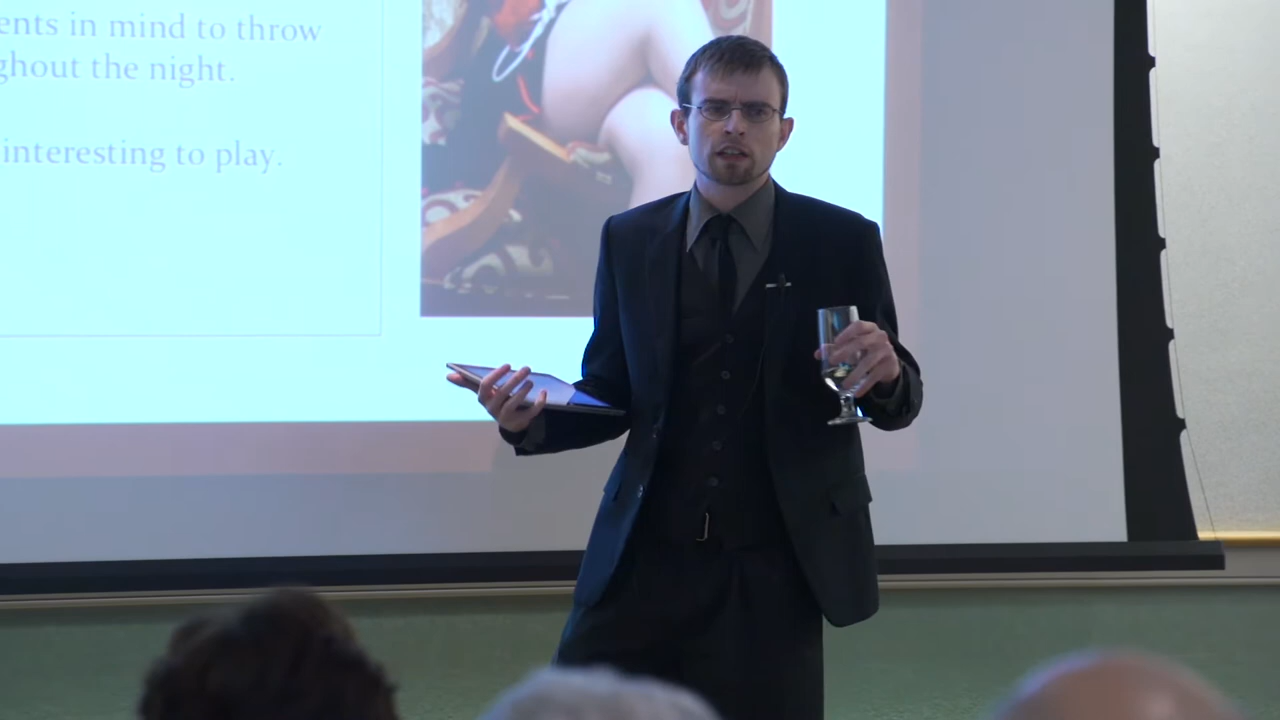 ents in mind to throw
ghout the night.
interesting to play.